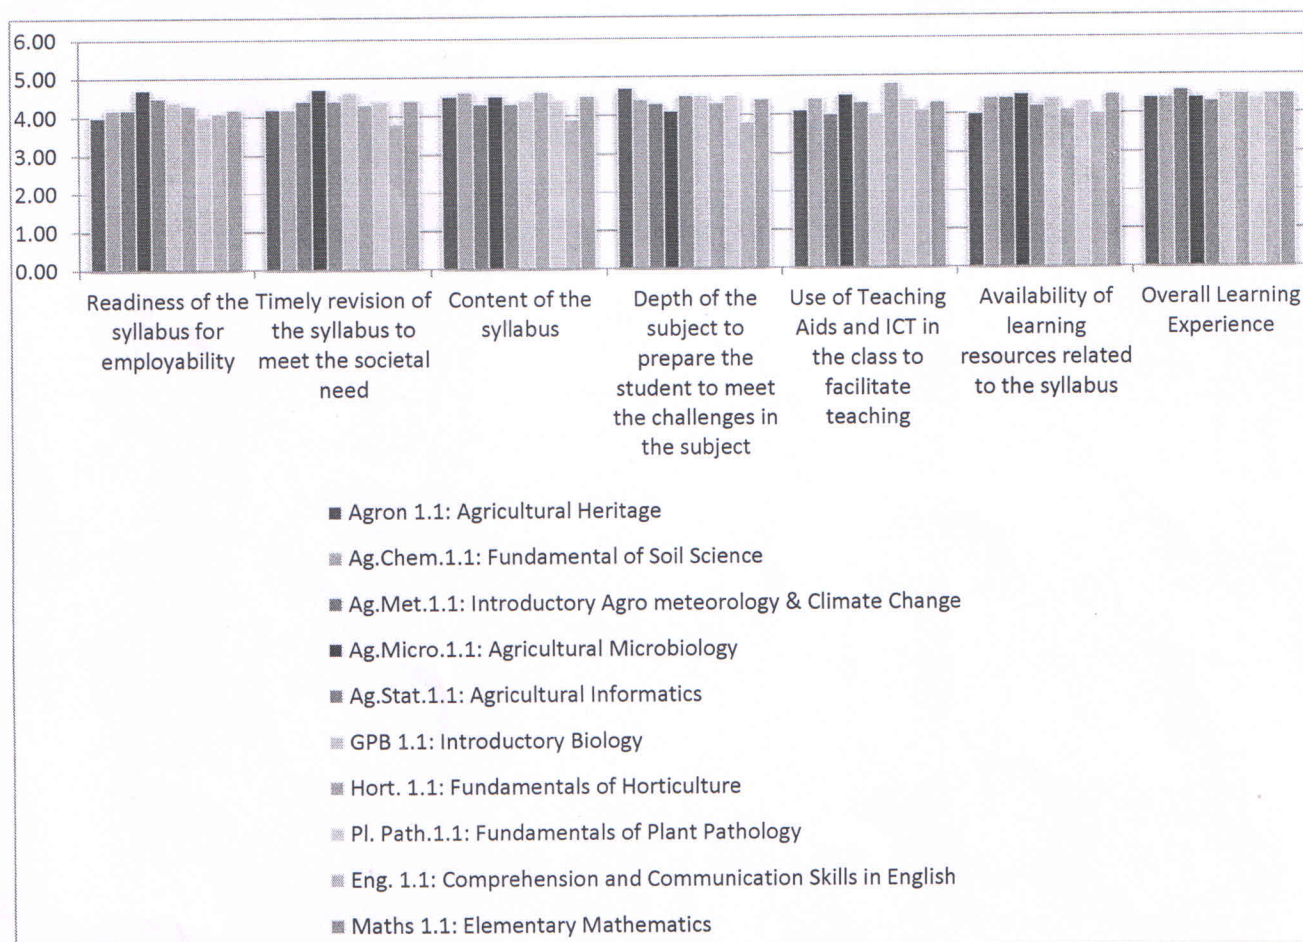 6.00
5.00
4.00
3.00
2.00
1.00
0.00
Readiness of the
syllabus for
employability
Timely revision of
the syllabus to
meet the societal
need
Content of the
syllabus
Depth of the
subject to
prepare the
student to meet
the challenges in
the subject
Use of Teaching
Aids and ICT in
the class to
facilitate
teaching
Availability of
learning
resources related
to the syllabus
Overall Learning
Experience
Agron 1.1: Agricultural Heritage
Ag.Chem.1.1: Fundamental of Soil Science
Ag.Met.1.1: Introductory Agro meteorology & Climate Change
Ag.Micro.1.1: Agricultural Microbiology
Ag.Stat.1.1: Agricultural Informatics
GPB 1.1: Introductory Biology
Hort. 1.1: Fundamentals of Horticulture
Pl. Path.1.1: Fundamentals of Plant Pathology
Eng. 1.1: Comprehension and Communication Skills in English
Maths 1.1: Elementary Mathematics